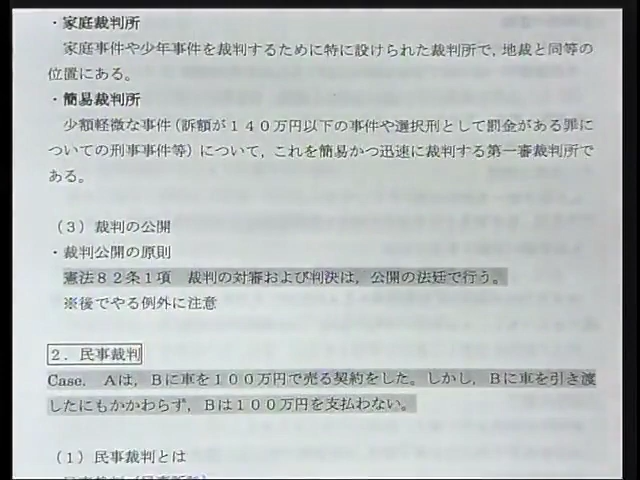 ・家庭裁判所
家庭事件や少年事件を裁判するために特に設けられた裁判所で，地裁と同等の
位置にある。
・簡易裁判所
少額軽微な事件（訴額が１４０万円以下の事件や選択刑として罰金がある罪に
ついての刑事事件等）について，これを簡易かつ迅速に裁判する第一審裁判所で
ある。
（３）裁判の公開
・裁判公開の原則
憲法８２条１項　裁判の対審および判決は，公開の法廷で行う。
※後でやる例外に注意
２．民事裁判
Case.　Ａは，Ｂに車を１００万円で売る契約をした。しかし，Ｂに車を引き渡
したにもかかわらず，Ｂは１００万円を支払わない。
（１）民事裁判とは